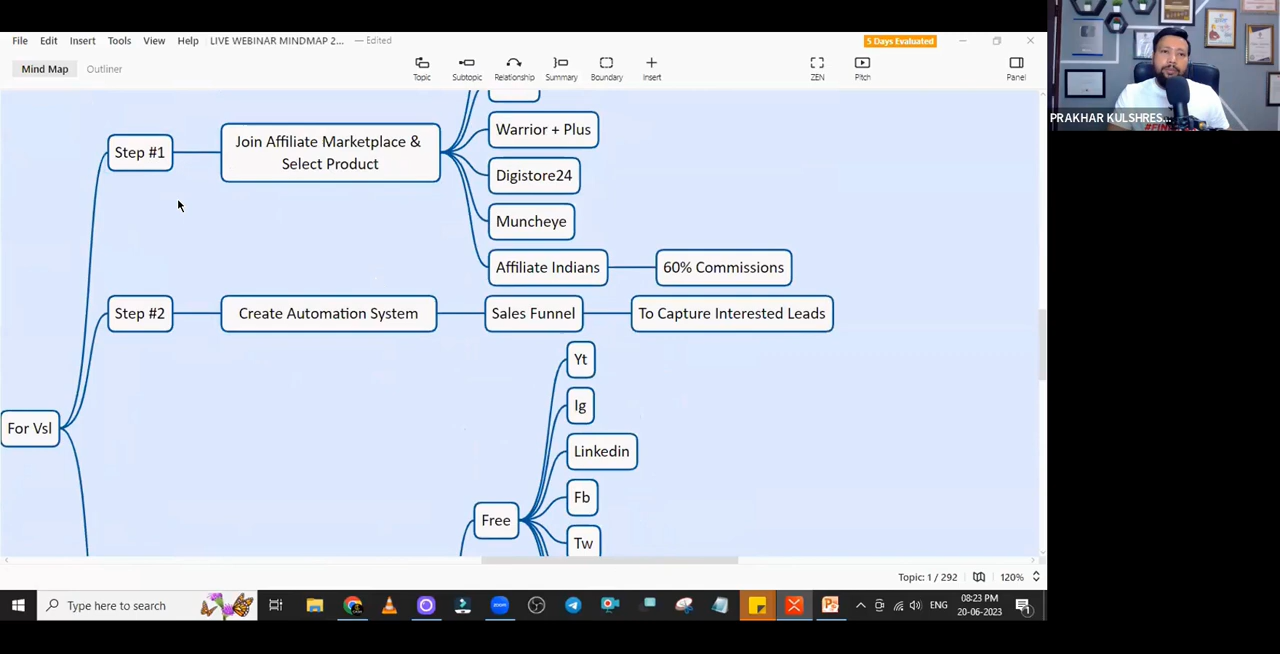 File Edit Insert Tools View Help LIVE WEBINAR MINDMAP 2... — Edited
5 Days Evaluated
Mind Map Outliner
Topic Subtopic Relationship Summary Boundary Insert ZEN Pitch Panel
Step #1
Join Affiliate Marketplace &
Select Product
Warrior + Plus
Digistore24
Muncheye
Affiliate Indians
60% Commissions
Step #2
Create Automation System
Sales Funnel
To Capture Interested Leads
For Vsl
Free
Yt
Ig
Linkedin
Fb
Tw
Topic: 1 / 292
120%
Type here to search
ENG
08:23 PM
20-06-2023
PRAKHAR KULSHRES...